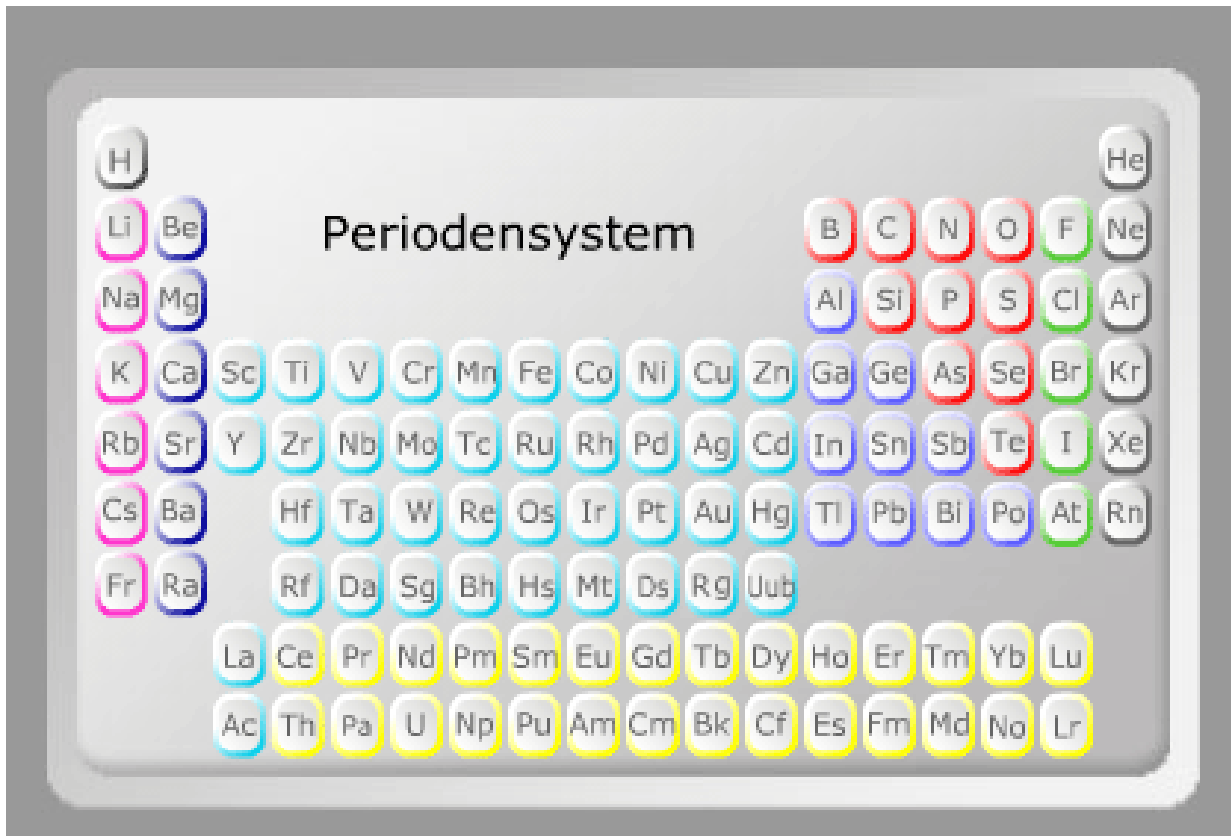 H He
Li Be Periodensystem B C N O F Ne
Na Mg Al Si P S Cl Ar
K Ca Sc Ti V Cr Mn Fe Co Ni Cu Zn Ga Ge As Se Br Kr
Rb Sr Y Zr Nb Mo Tc Ru Rh Pd Ag Cd In Sn Sb Te I Xe
Cs Ba Hf Ta W Re Os Ir Pt Au Hg Tl Pb Bi Po At Rn
Fr Ra Rf Da Sg Bh Hs Mt Ds Rg Uub
La Ce Pr Nd Pm Sm Eu Gd Tb Dy Ho Er Tm Yb Lu
Ac Th Pa U Np Pu Am Cm Bk Cf Es Fm Md No Lr